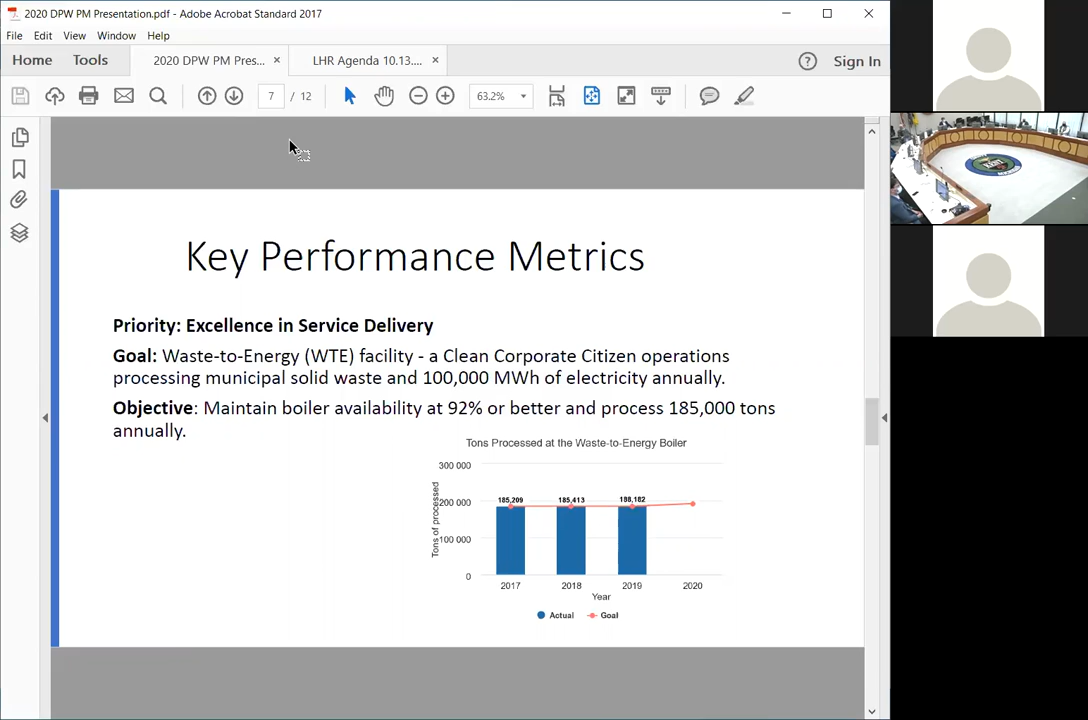 2020 DPW PM Presentation.pdf - Adobe Acrobat Standard 2017
File Edit View Window Help
Home Tools 2020 DPW PM Pres... × LHR Agenda 10.13.... × Sign In
7 / 12 63.2%
Key Performance Metrics
Priority: Excellence in Service Delivery
Goal: Waste-to-Energy (WTE) facility - a Clean Corporate Citizen operations
processing municipal solid waste and 100,000 MWh of electricity annually.
Objective: Maintain boiler availability at 92% or better and process 185,000 tons
annually.
Tons Processed at the Waste-to-Energy Boiler
Tons of processed
300 000
200 000
100 000
0
185,209 185,413 188,182
2017 2018 2019 2020
Year
Actual Goal